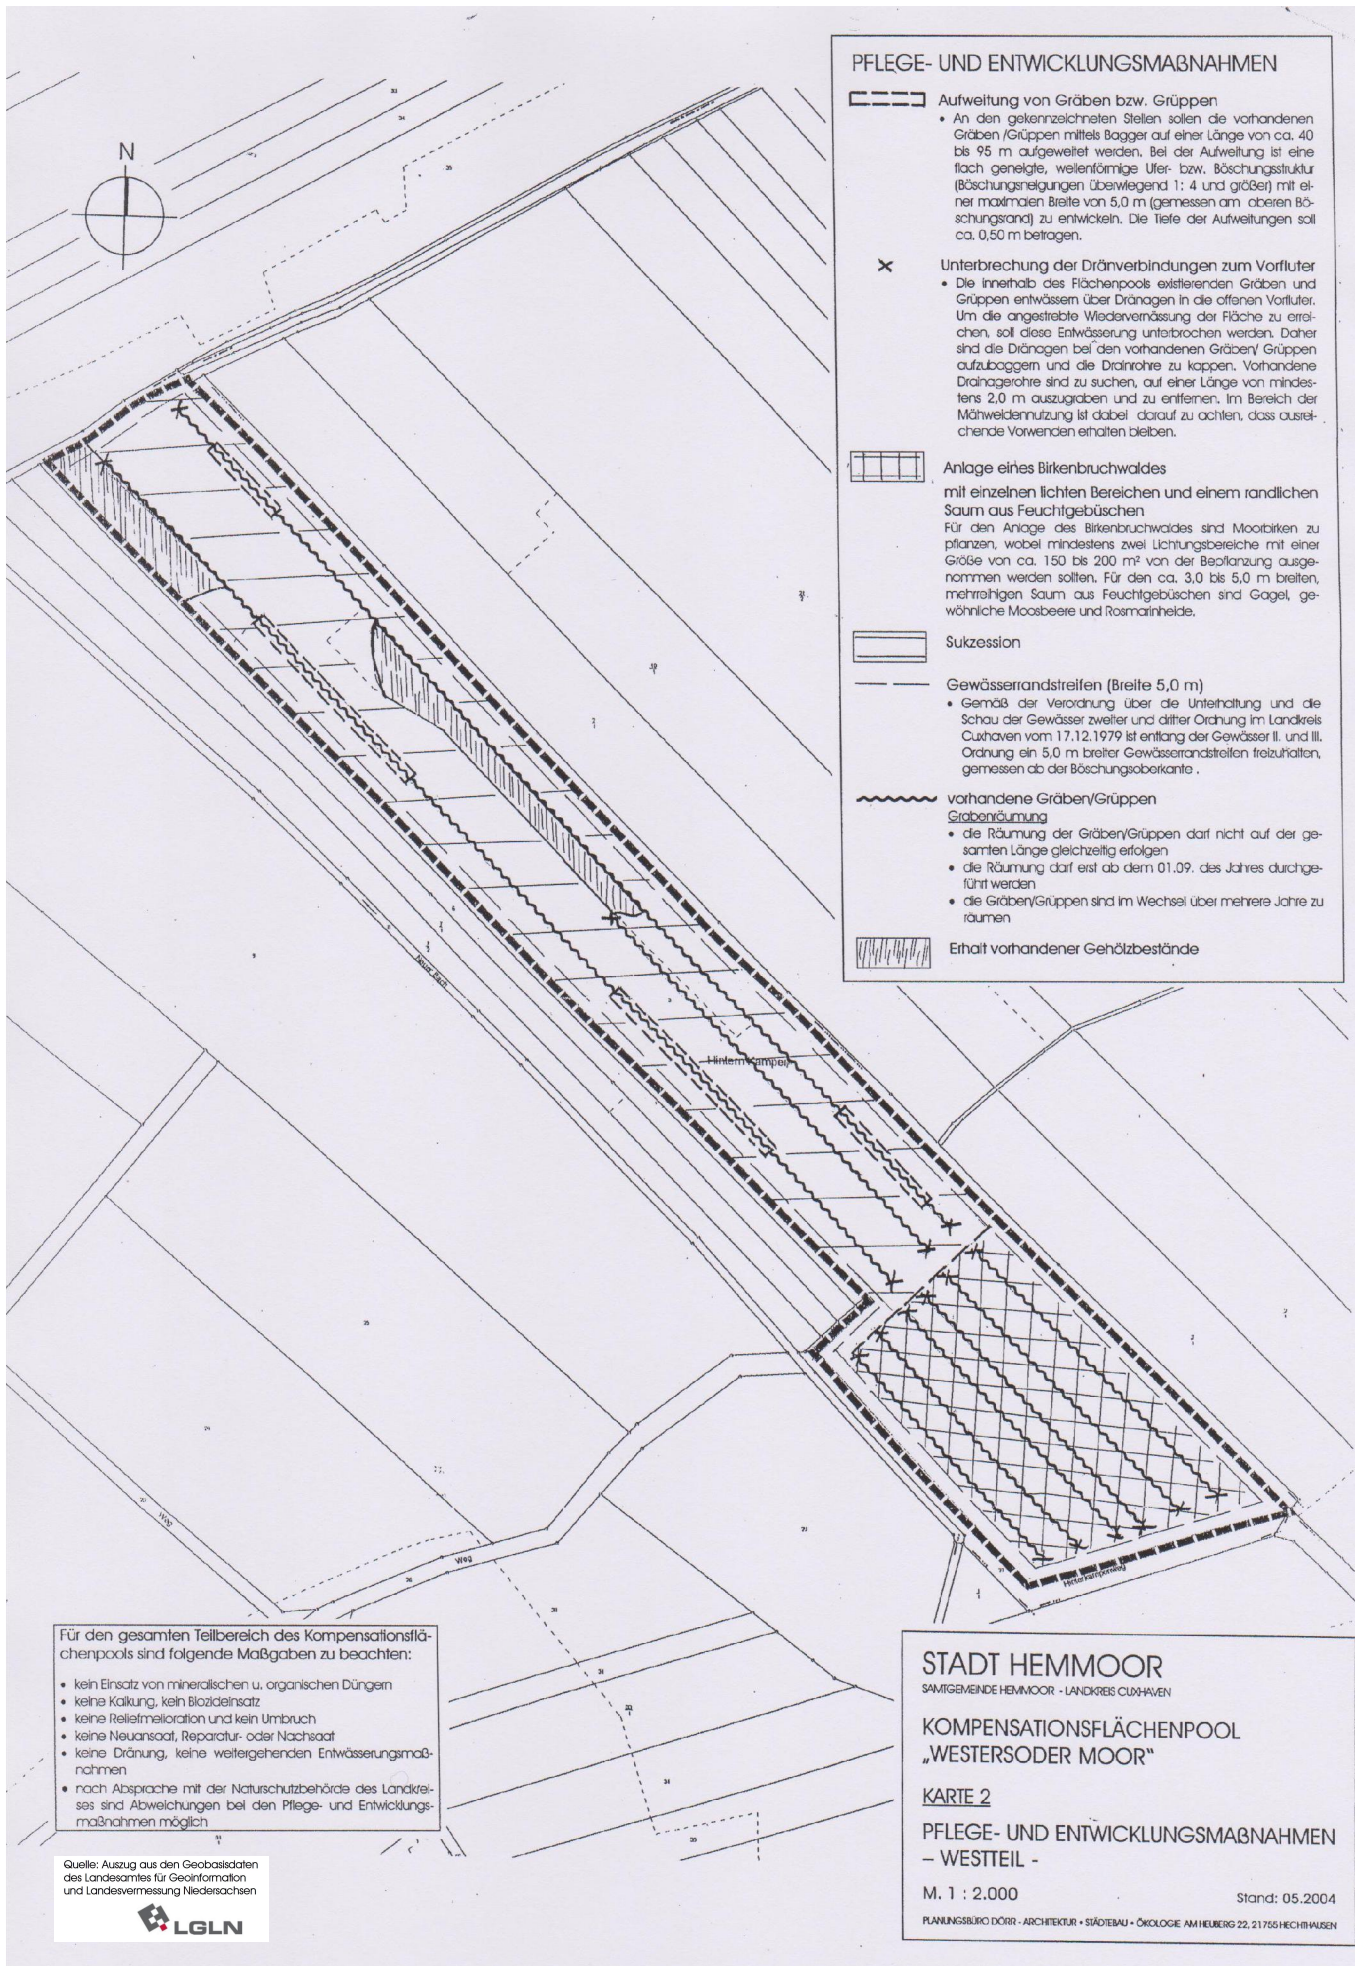 PFLEGE- UND ENTWICKLUNGSMAßNAHMEN
Aufweitung von Gräben bzw. Grüppen
• An den gekennzeichneten Stellen sollen die vorhandenen
Gräben /Grüppen mittels Bagger auf einer Länge von ca. 40
bis 95 m aufgeweitet werden. Bei der Aufweitung ist eine
flach geneigte, wellenförmige Ufer- bzw. Böschungsstruktur
(Böschungsneigungen überwiegend 1: 4 und größer) mit ei-
ner maximalen Breite von 5,0 m (gemessen am oberen Bö-
schungsrand) zu entwickeln. Die Tiefe der Aufweitungen soll
ca. 0,50 m betragen.
Unterbrechung der Dränverbindungen zum Vorfluter
• Die innerhalb des Flächenpools existierenden Gräben und
Grüppen entwässern über Dränagen in die offenen Vorfluter.
Um die angestrebte Wiedervernässung der Fläche zu errei-
chen, soll diese Entwässerung unterbrochen werden. Daher
sind die Dränagen bei den vorhandenen Gräben/ Grüppen
aufzubaggern und die Drainrohre zu kappen. Vorhandene
Drainagerohre sind zu suchen, auf einer Länge von mindes-
tens 2,0 m auszugraben und zu entfernen. Im Bereich der
Mähweidennutzung ist dabei darauf zu achten, dass ausrei-
chende Vorwenden erhalten bleiben.
Anlage eines Birkenbruchwaldes
mit einzelnen lichten Bereichen und einem randlichen
Saum aus Feuchtgebüschen
Für den Anlage des Birkenbruchwaldes sind Moorbirken zu
pflanzen, wobei mindestens zwei Lichtungsbereiche mit einer
Größe von ca. 150 bis 200 m² von der Bepflanzung ausge-
nommen werden sollten. Für den ca. 3,0 bis 5,0 m breiten,
mehrreihigen Saum aus Feuchtgebüschen sind Gagel, ge-
wöhnliche Moosbeere und Rosmarinheide.
Sukzession
Gewässerrandstreifen (Breite 5,0 m)
• Gemäß der Verordnung über die Unterhaltung und die
Schau der Gewässer zweiter und dritter Ordnung im Landkreis
Cuxhaven vom 17.12.1979 ist entlang der Gewässer II. und III.
Ordnung ein 5,0 m breiter Gewässerrandstreifen freizuhalten,
gemessen ab der Böschungsoberkante .
vorhandene Gräben/Grüppen
Grabenräumung
• die Räumung der Gräben/Grüppen darf nicht auf der ge-
samten Länge gleichzeitig erfolgen
• die Räumung darf erst ab dem 01.09. des Jahres durchge-
führt werden
• die Gräben/Grüppen sind im Wechsel über mehrere Jahre zu
räumen
Erhalt vorhandener Gehölzbestände
N
Neuer Bach
Hintern Kampen
Weg
Weg
Hinterkampenweg
Für den gesamten Teilbereich des Kompensationsflä-
chenpools sind folgende Maßgaben zu beachten:
• kein Einsatz von mineralischen u. organischen Düngern
• keine Kalkung, kein Biozideinsatz
• keine Reliefmelioration und kein Umbruch
• keine Neuansaat, Reparatur- oder Nachsaat
• keine Dränung, keine weitergehenden Entwässerungsmaß-
nahmen
• nach Absprache mit der Naturschutzbehörde des Landkrei-
ses sind Abweichungen bei den Pflege- und Entwicklungs-
maßnahmen möglich
Quelle: Auszug aus den Geobasisdaten
des Landesamtes für Geoinformation
und Landesvermessung Niedersachsen
LGLN
STADT HEMMOOR
SAMTGEMEINDE HEMMOOR - LANDKREIS CUXHAVEN
KOMPENSATIONSFLÄCHENPOOL
„WESTERSODER MOOR“
KARTE 2
PFLEGE- UND ENTWICKLUNGSMAßNAHMEN
– WESTTEIL -
M. 1 : 2.000
Stand: 05.2004
PLANUNGSBÜRO DÖRR - ARCHITEKTUR • STÄDTEBAU • ÖKOLOGIE AM HEUBERG 22, 21755 HECHTHAUSEN